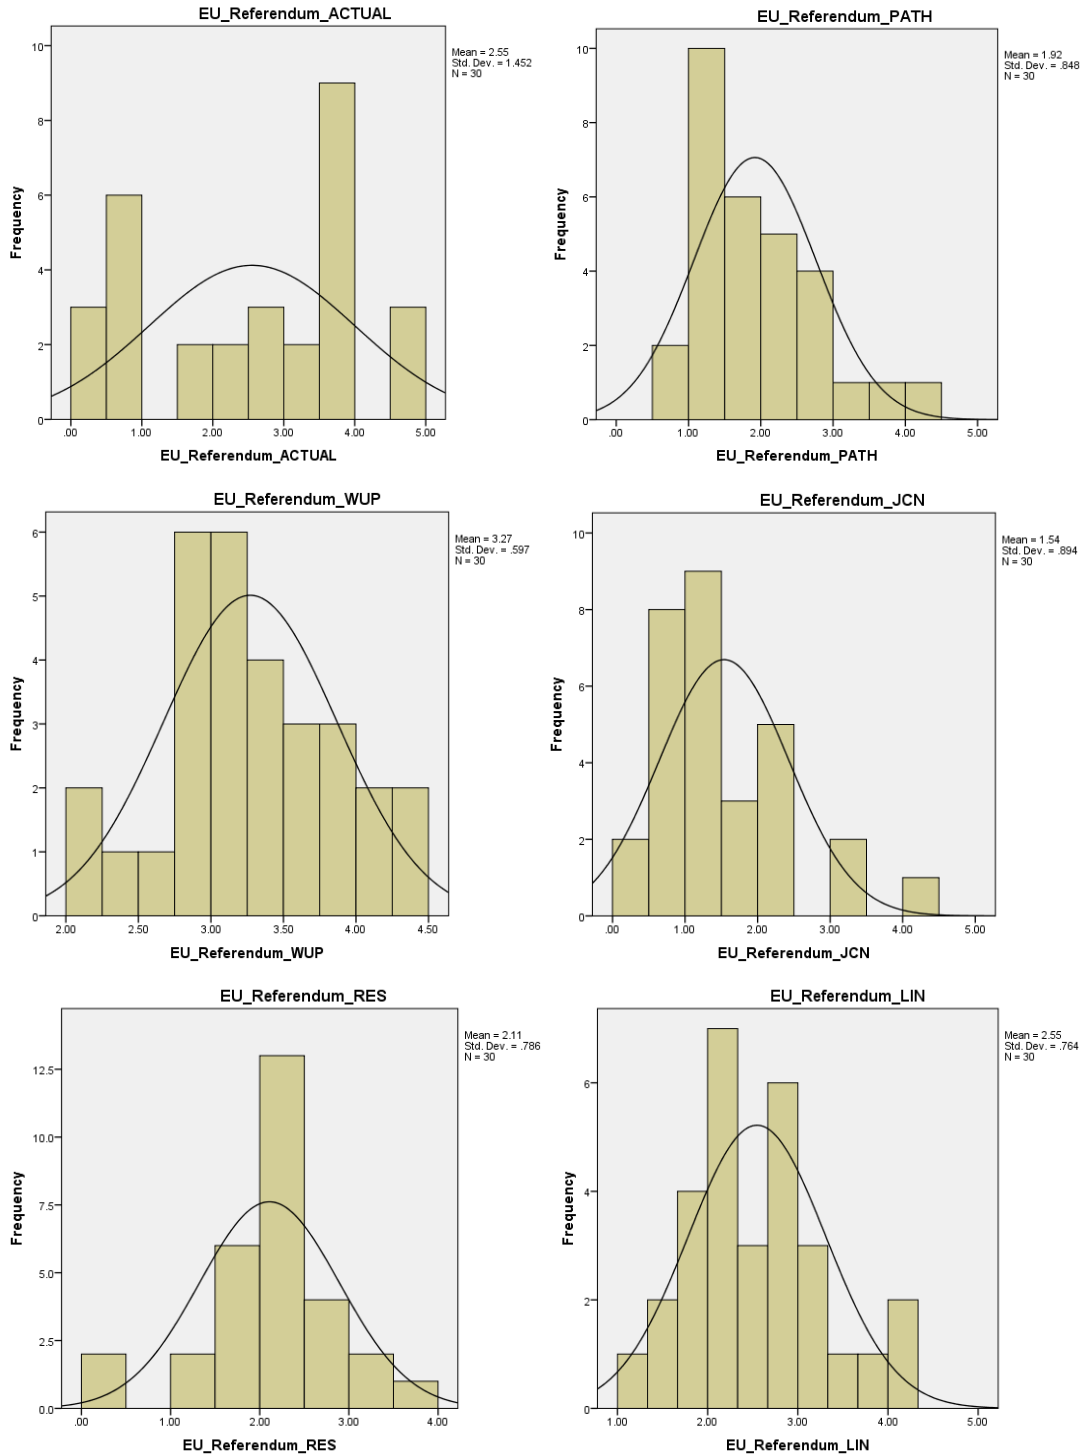 EU_Referendum_ACTUAL
Mean = 2.55
Std. Dev. = 1.452
N = 30
Frequency
10
8
6
4
2
0
.00 1.00 2.00 3.00 4.00 5.00
EU_Referendum_ACTUAL
EU_Referendum_PATH
Mean = 1.92
Std. Dev. = .848
N = 30
Frequency
10
8
6
4
2
0
.00 1.00 2.00 3.00 4.00 5.00
EU_Referendum_PATH
EU_Referendum_WUP
Mean = 3.27
Std. Dev. = .597
N = 30
Frequency
6
5
4
3
2
1
0
2.00 2.50 3.00 3.50 4.00 4.50
EU_Referendum_WUP
EU_Referendum_JCN
Mean = 1.54
Std. Dev. = .894
N = 30
Frequency
10
8
6
4
2
0
.00 1.00 2.00 3.00 4.00 5.00
EU_Referendum_JCN
EU_Referendum_RES
Mean = 2.11
Std. Dev. = .786
N = 30
Frequency
12.5
10.0
7.5
5.0
2.5
0.0
.00 1.00 2.00 3.00 4.00
EU_Referendum_RES
EU_Referendum_LIN
Mean = 2.55
Std. Dev. = .764
N = 30
Frequency
6
4
2
0
1.00 2.00 3.00 4.00 5.00
EU_Referendum_LIN